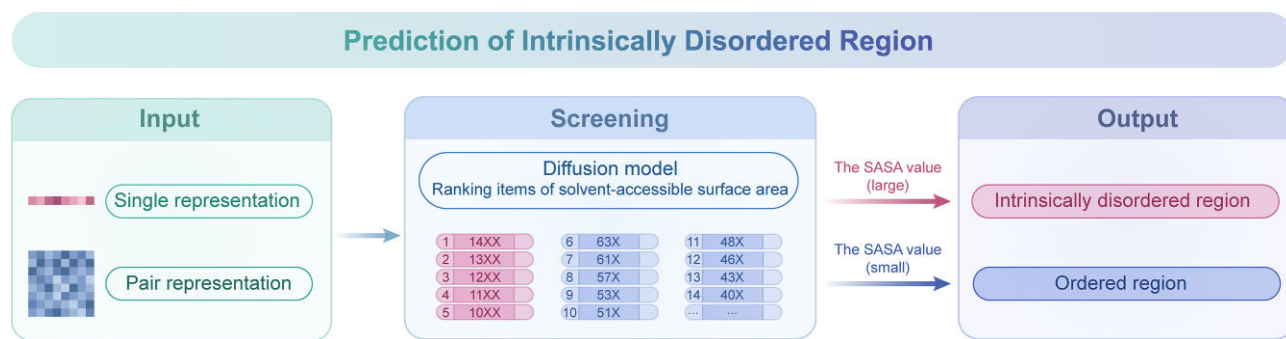 Prediction of Intrinsically Disordered Region
Input
Single representation
Pair representation
Screening
Diffusion model
Ranking items of solvent-accessible surface area
1 14XX
2 13XX
3 12XX
4 11XX
5 10XX
6 63X
7 61X
8 57X
9 53X
10 51X
11 48X
12 46X
13 43X
14 40X
... ...
The SASA value
(large)
The SASA value
(small)
Output
Intrinsically disordered region
Ordered region